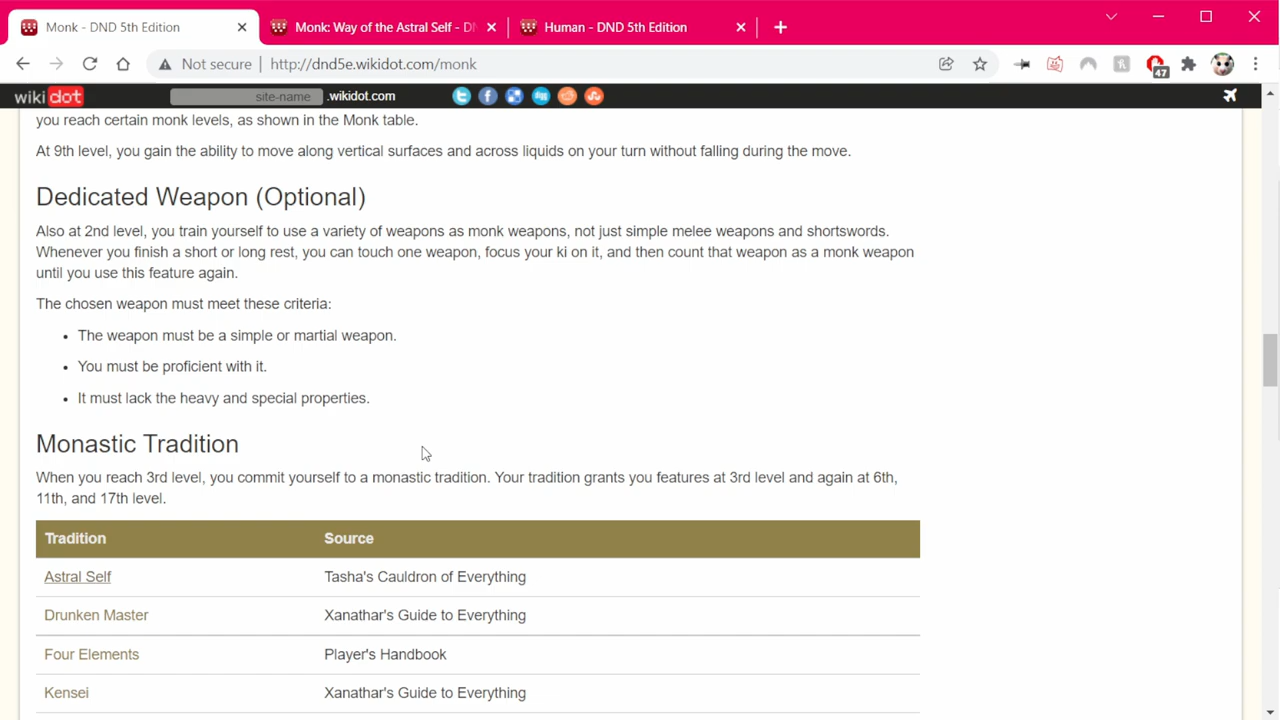 Monk - DND 5th Edition
Monk: Way of the Astral Self - DN
Human - DND 5th Edition
Not secure | http://dnd5e.wikidot.com/monk
47
wikidot site-name .wikidot.com
you reach certain monk levels, as shown in the Monk table.
At 9th level, you gain the ability to move along vertical surfaces and across liquids on your turn without falling during the move.
Dedicated Weapon (Optional)
Also at 2nd level, you train yourself to use a variety of weapons as monk weapons, not just simple melee weapons and shortswords.
Whenever you finish a short or long rest, you can touch one weapon, focus your ki on it, and then count that weapon as a monk weapon
until you use this feature again.
The chosen weapon must meet these criteria:
• The weapon must be a simple or martial weapon.
• You must be proficient with it.
• It must lack the heavy and special properties.
Monastic Tradition
When you reach 3rd level, you commit yourself to a monastic tradition. Your tradition grants you features at 3rd level and again at 6th,
11th, and 17th level.
Tradition Source
Astral Self Tasha's Cauldron of Everything
Drunken Master Xanathar's Guide to Everything
Four Elements Player's Handbook
Kensei Xanathar's Guide to Everything